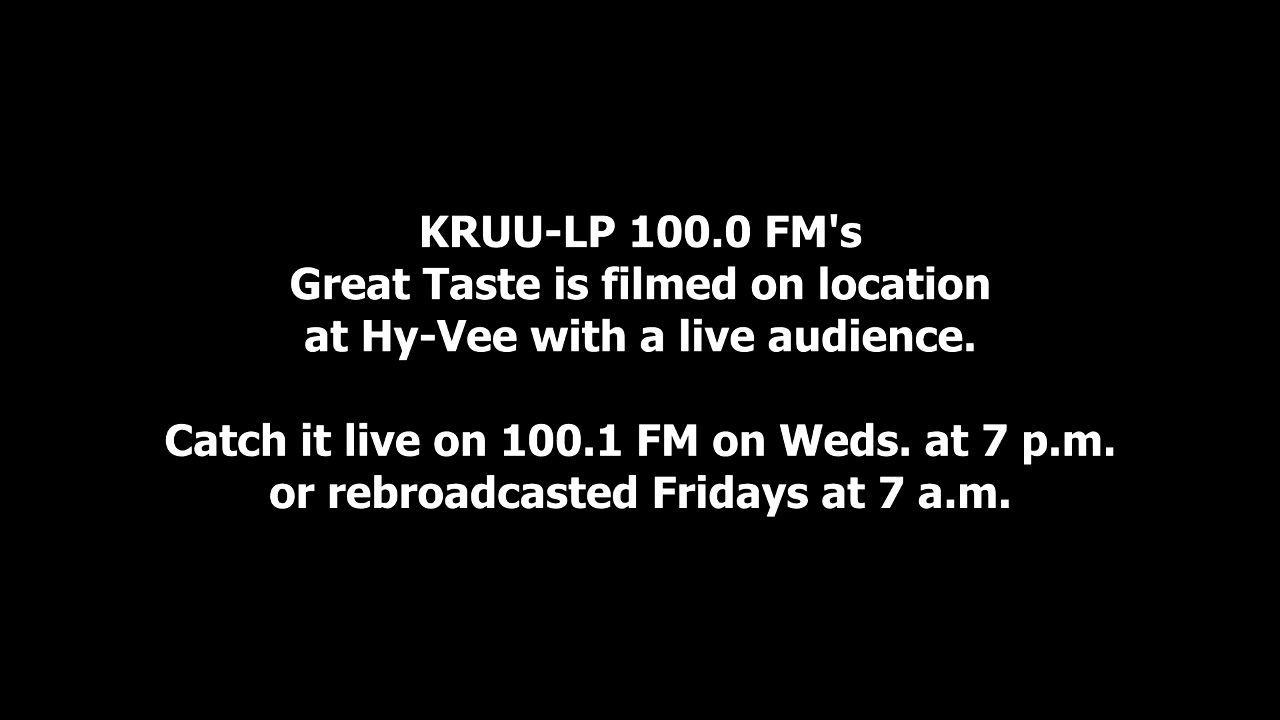 KRUU-LP 100.0 FM's
Great Taste is filmed on location
at Hy-Vee with a live audience.
Catch it live on 100.1 FM on Weds. at 7 p.m.
or rebroadcasted Fridays at 7 a.m.